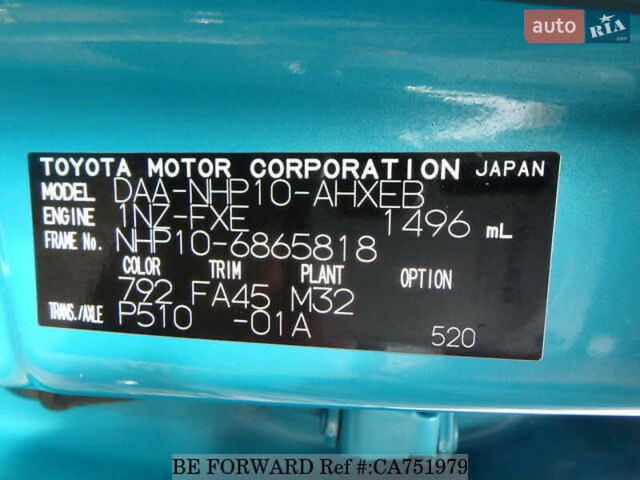 auto RIA.com
TOYOTA MOTOR CORPORATION JAPAN
MODEL DAA-NHP10-AHXEB
ENGINE 1NZ-FXE 1496 mL
FRAME No. NHP10-6865818
COLOR TRIM PLANT OPTION
792 FA45 M32
TRANS./AXLE P510 -01A 520
BE FORWARD Ref #:CA751979